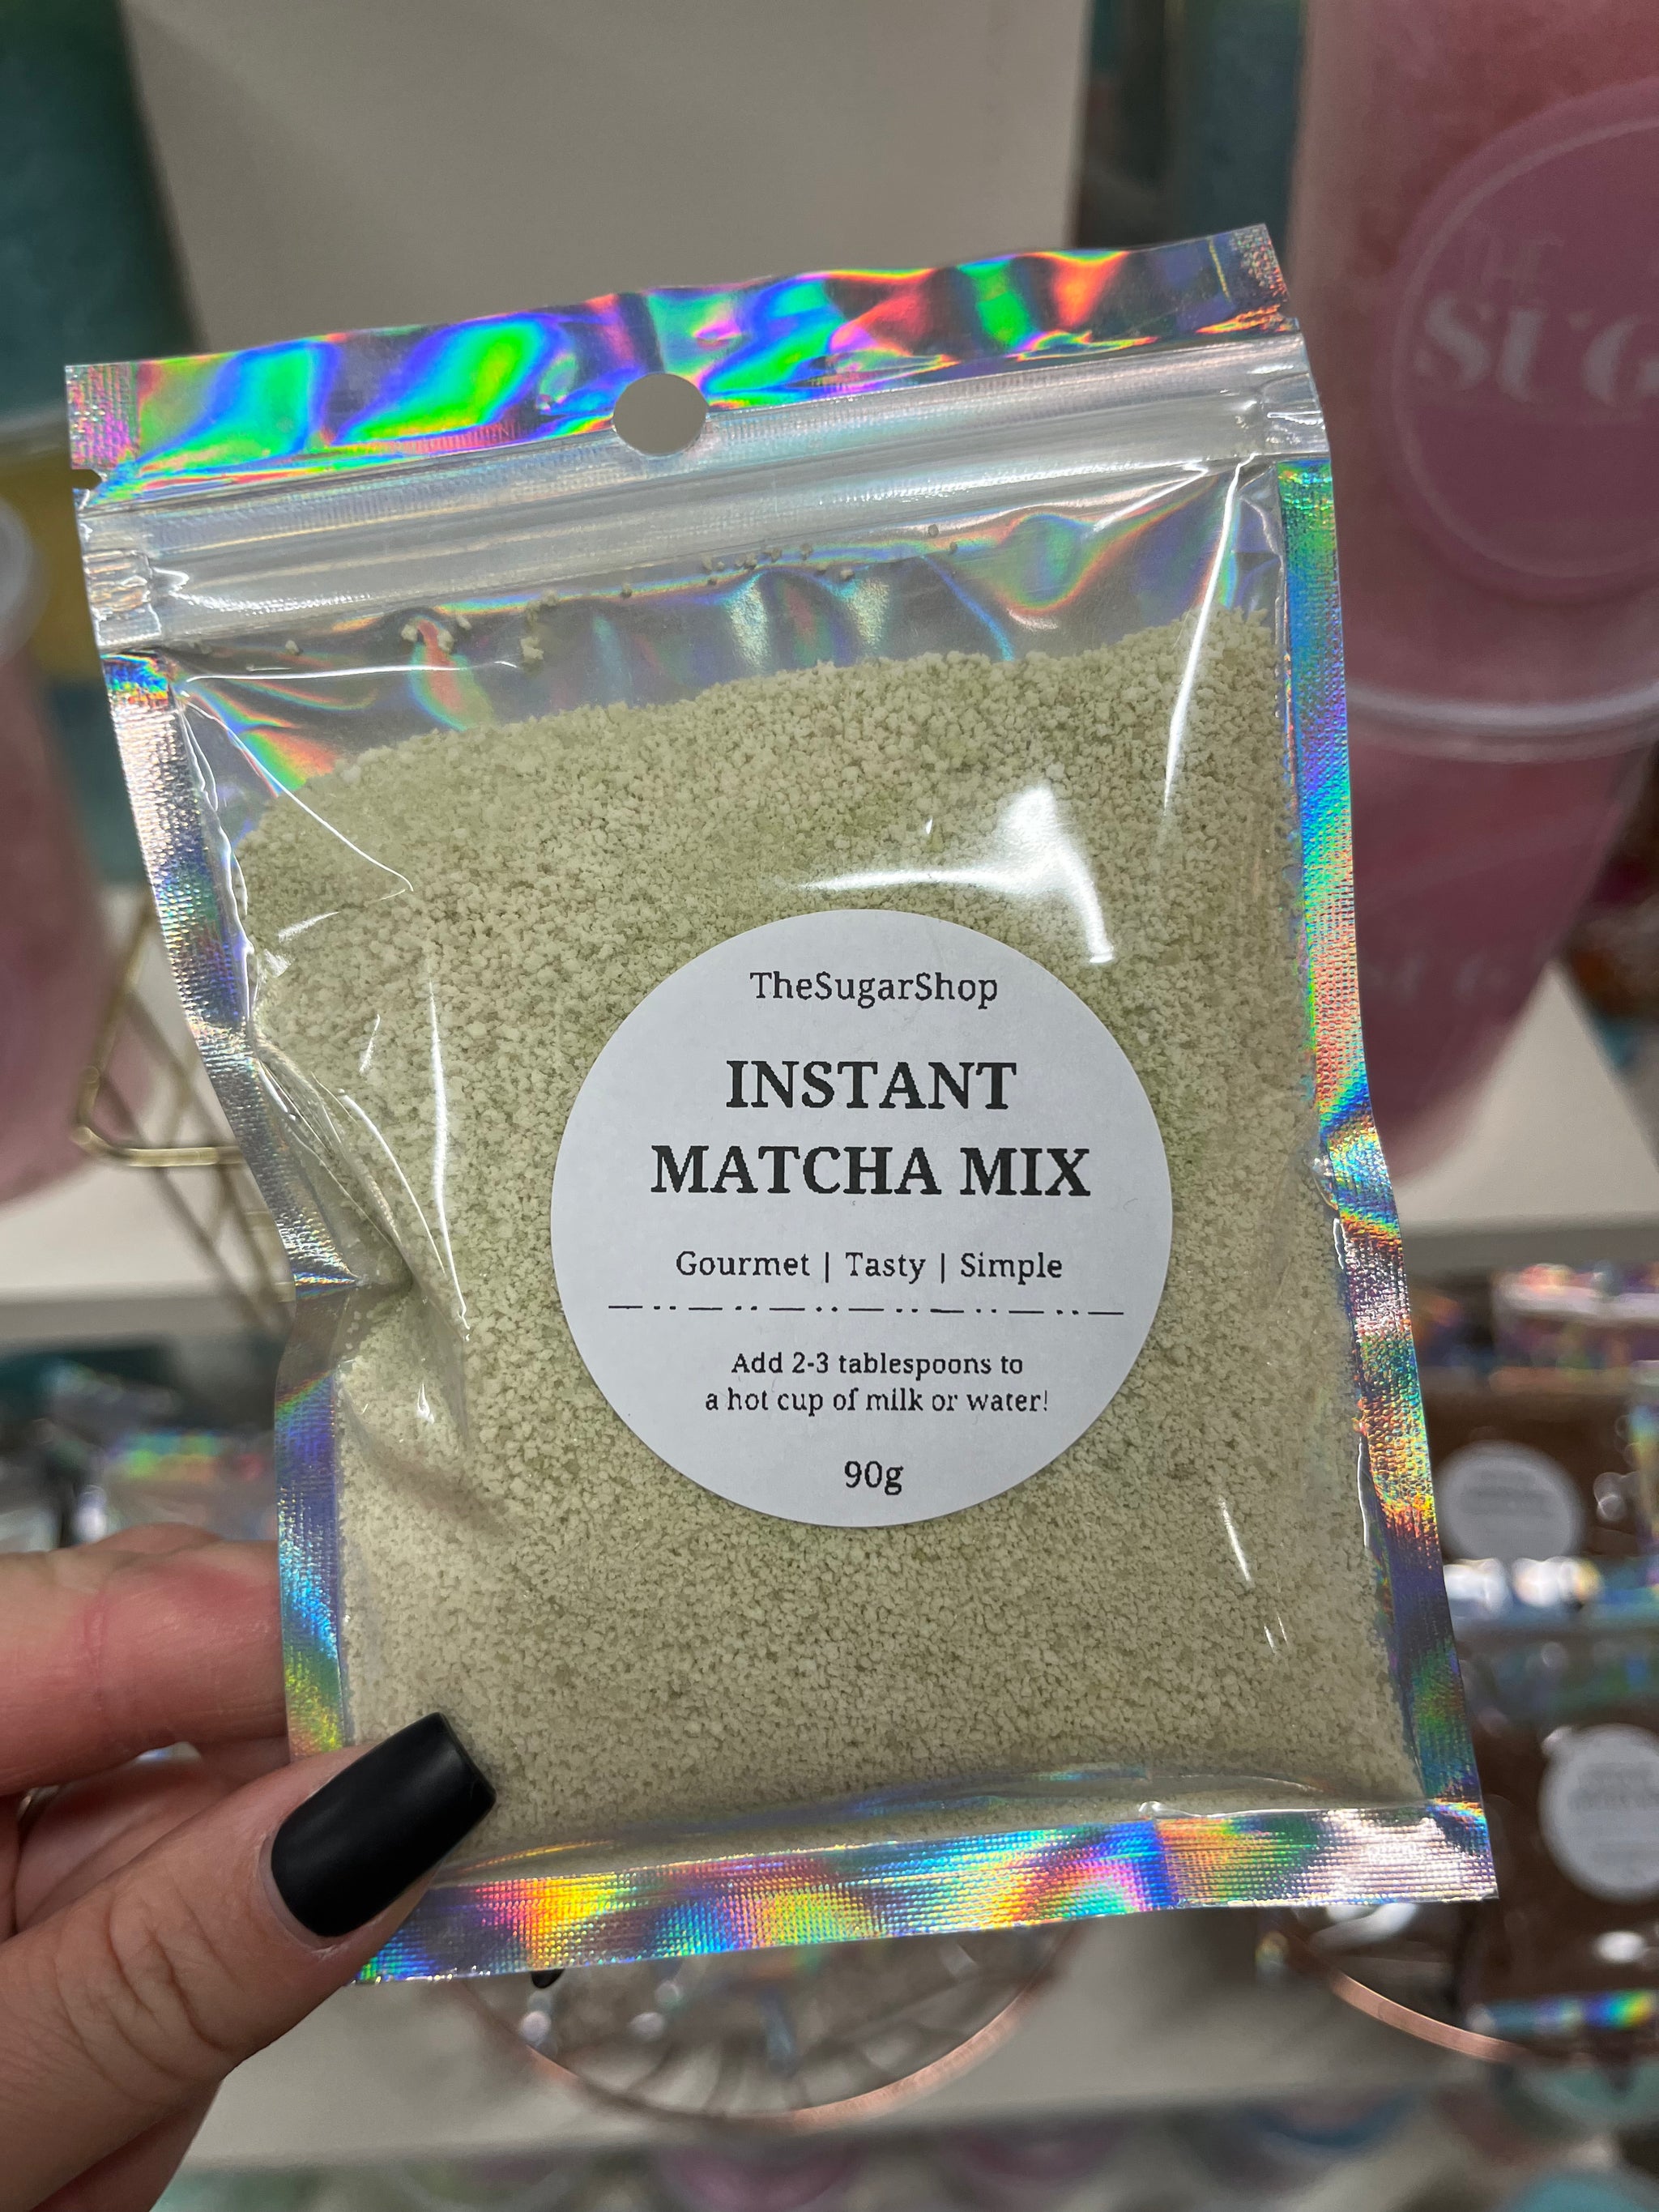 TheSugarShop
INSTANT
MATCHA MIX
Gourmet | Tasty | Simple
Add 2-3 tablespoons to
a hot cup of milk or water!
90g
SUG